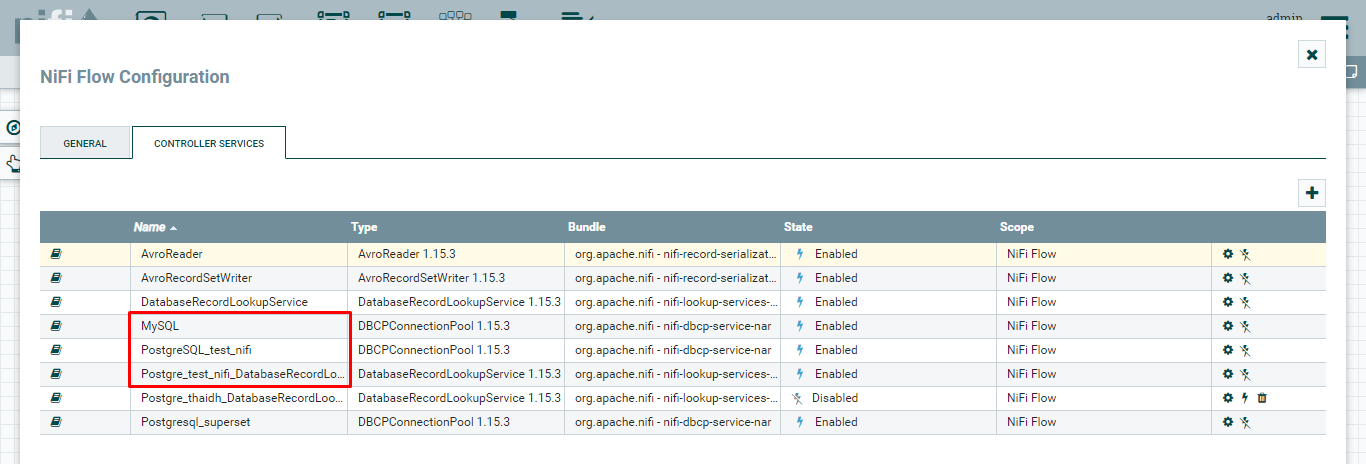 nifi
admin
NiFi Flow Configuration
GENERAL CONTROLLER SERVICES
Name Type Bundle State Scope
AvroReader AvroReader 1.15.3 org.apache.nifi - nifi-record-serializat... Enabled NiFi Flow
AvroRecordSetWriter AvroRecordSetWriter 1.15.3 org.apache.nifi - nifi-record-serializat... Enabled NiFi Flow
DatabaseRecordLookupService DatabaseRecordLookupService 1.15.3 org.apache.nifi - nifi-lookup-services-... Enabled NiFi Flow
MySQL DBCPConnectionPool 1.15.3 org.apache.nifi - nifi-dbcp-service-nar Enabled NiFi Flow
PostgreSQL_test_nifi DBCPConnectionPool 1.15.3 org.apache.nifi - nifi-dbcp-service-nar Enabled NiFi Flow
Postgre_test_nifi_DatabaseRecordLo... DatabaseRecordLookupService 1.15.3 org.apache.nifi - nifi-lookup-services-... Enabled NiFi Flow
Postgre_thaidh_DatabaseRecordLoo... DatabaseRecordLookupService 1.15.3 org.apache.nifi - nifi-lookup-services-... Disabled NiFi Flow
Postgresql_superset DBCPConnectionPool 1.15.3 org.apache.nifi - nifi-dbcp-service-nar Enabled NiFi Flow